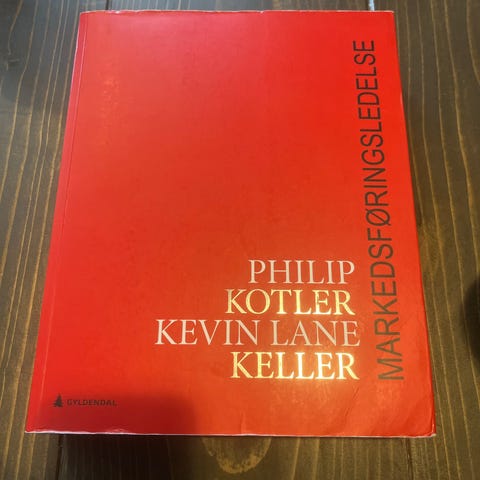 MARKEDSFØRINGSLEDELSE
PHILIP
KOTLER
KEVIN LANE
KELLER
GYLDENDAL